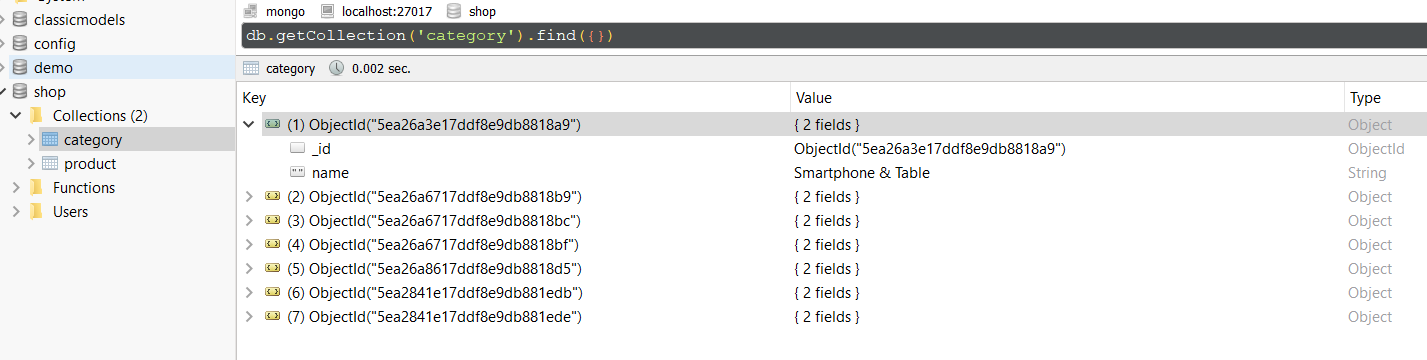 mongo localhost:27017 shop
classicmodels
db.getCollection('category').find({})
config
demo
category 0.002 sec.
shop
Key Value Type
Collections (2)
(1) ObjectId("5ea26a3e17ddf8e9db8818a9") { 2 fields } Object
category
_id ObjectId("5ea26a3e17ddf8e9db8818a9") ObjectId
product
name Smartphone & Table String
Functions
(2) ObjectId("5ea26a6717ddf8e9db8818b9") { 2 fields } Object
Users
(3) ObjectId("5ea26a6717ddf8e9db8818bc") { 2 fields } Object
(4) ObjectId("5ea26a6717ddf8e9db8818bf") { 2 fields } Object
(5) ObjectId("5ea26a8617ddf8e9db8818d5") { 2 fields } Object
(6) ObjectId("5ea2841e17ddf8e9db881edb") { 2 fields } Object
(7) ObjectId("5ea2841e17ddf8e9db881ede") { 2 fields } Object